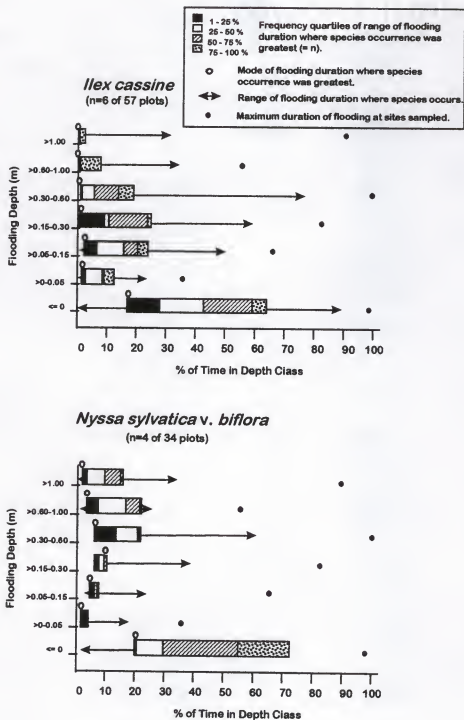 1 - 25 %
25 - 50 %
50 - 75 %
75 - 100 %
Frequency quartiles of range of flooding
duration where species occurrence was
greatest (= n).
Mode of flooding duration where species
occurrence was greatest.
Range of flooding duration where species occurs.
Maximum duration of flooding at sites sampled.
Ilex cassine
(n=6 of 57 plots)
Flooding Depth (m)
>1.00
>0.60-1.00
>0.30-0.60
>0.15-0.30
>0.05-0.15
>0-0.05
<= 0
0 10 20 30 40 50 60 70 80 90 100
% of Time in Depth Class
Nyssa sylvatica v. biflora
(n=4 of 34 plots)
Flooding Depth (m)
>1.00
>0.60-1.00
>0.30-0.60
>0.15-0.30
>0.05-0.15
>0-0.05
<= 0
0 10 20 30 40 50 60 70 80 90 100
% of Time in Depth Class